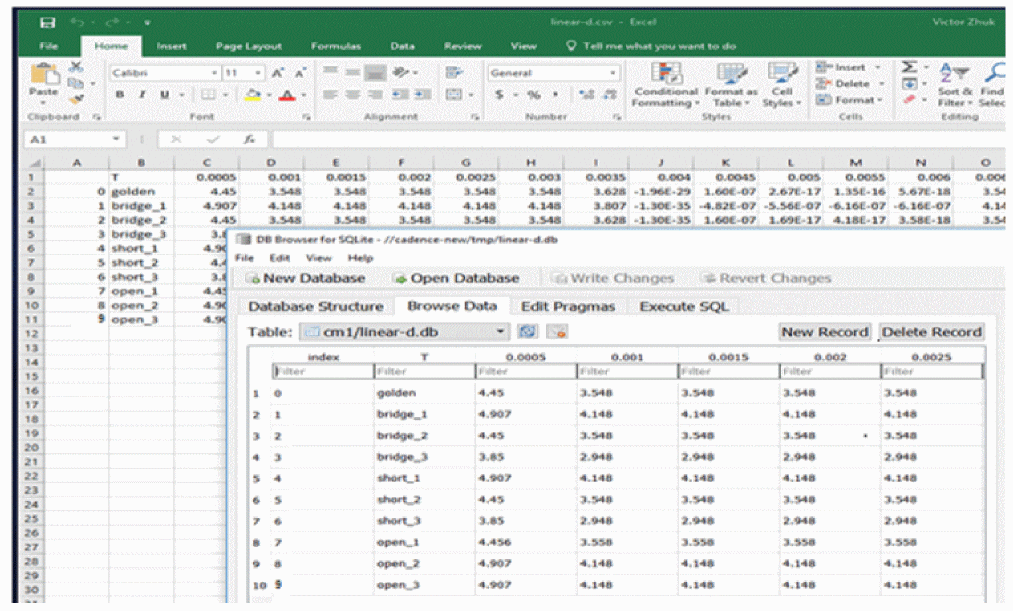 linear-d.csv - Excel Victor Zhuk
File Home Insert Page Layout Formulas Data Review View Tell me what you want to do
Calibri 11 General Insert
Paste B I U $ % Conditional Format as Cell Delete Sort & Find
Formatting Table Styles Format Filter Selec
Clipboard Font Alignment Number Styles Cells Editing
A1 fx
A B C D E F G H I J K L M N O
1 T 0.0005 0.001 0.0015 0.002 0.0025 0.003 0.0035 0.004 0.0045 0.005 0.0055 0.006 0.006
2 0 golden 4.45 3.548 3.548 3.548 3.548 3.548 3.628 -1.96E-29 1.60E-07 2.67E-17 1.35E-16 5.67E-18 3.54
3 1 bridge_1 4.907 4.148 4.148 4.148 4.148 4.148 3.807 -1.30E-35 -4.82E-07 -5.56E-07 -6.16E-07 -6.16E-07 4.14
4 2 bridge_2 4.45 3.548 3.548 3.548 3.548 3.548 3.628 -1.30E-35 1.60E-07 1.69E-17 4.18E-17 3.58E-18 3.54
5 3 bridge_3 3.8
6 4 short_1 4.90
7 5 short_2 4.4
8 6 short_3 3.8
9 7 open_1 4.45
10 8 open_2 4.90
11 9 open_3 4.90
12
13
14
15
16
17
18
19
20
21
22
23
24
25
26
27
28
29
30
DB Browser for SQLite - //cadence-new/tmp/linear-d.db
File Edit View Help
New Database Open Database Write Changes Revert Changes
Database Structure Browse Data Edit Pragmas Execute SQL
Table: cm1/linear-d.db New Record Delete Record
index T 0.0005 0.001 0.0015 0.002 0.0025
Filter Filter Filter Filter Filter Filter Filter
1 0 golden 4.45 3.548 3.548 3.548 3.548
2 1 bridge_1 4.907 4.148 4.148 4.148 4.148
3 2 bridge_2 4.45 3.548 3.548 3.548 3.548
4 3 bridge_3 3.85 2.948 2.948 2.948 2.948
5 4 short_1 4.907 4.148 4.148 4.148 4.148
6 5 short_2 4.45 3.548 3.548 3.548 3.548
7 6 short_3 3.85 2.948 2.948 2.948 2.948
8 7 open_1 4.456 3.558 3.558 3.558 3.558
9 8 open_2 4.907 4.148 4.148 4.148 4.148
10 9 open_3 4.907 4.148 4.148 4.148 4.148